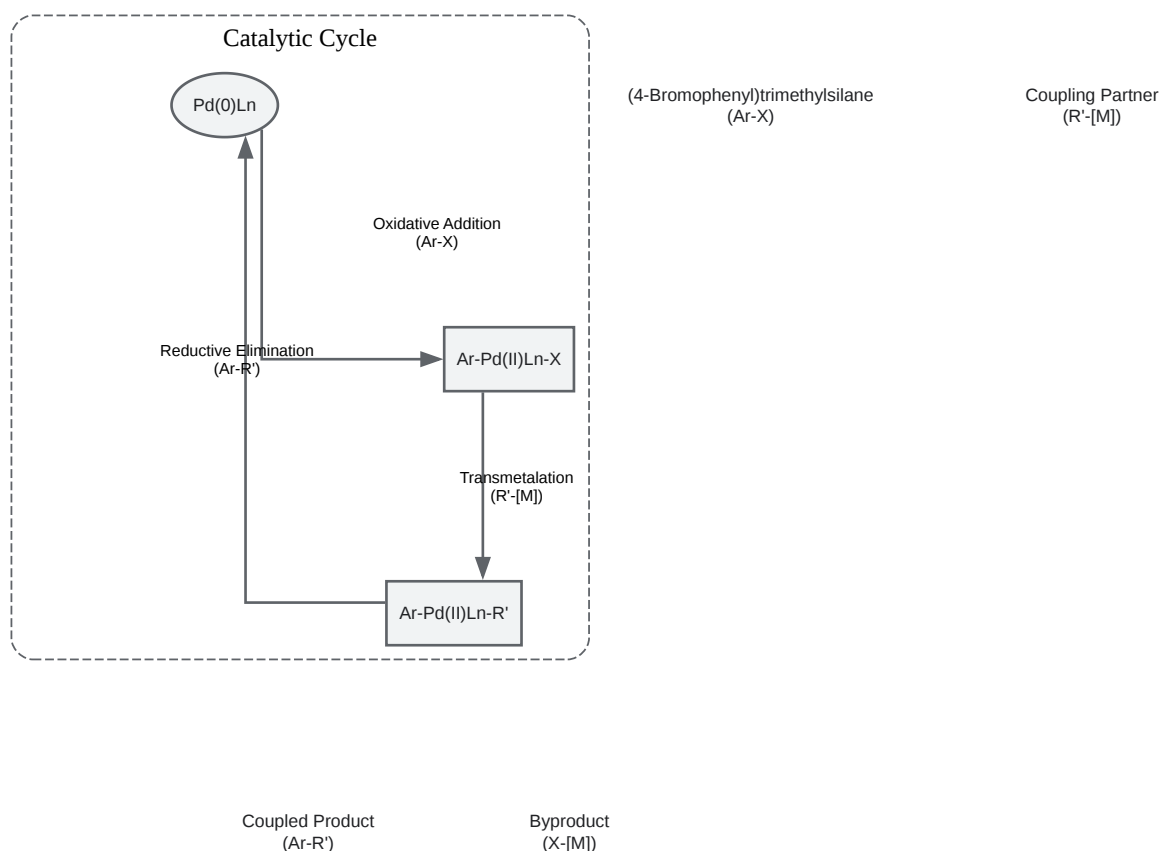 Catalytic Cycle
Pd(0)Ln
(4-Bromophenyl)trimethylsilane
(Ar-X)
Coupling Partner
(R'-[M])
Oxidative Addition
(Ar-X)
Reductive Elimination
(Ar-R')
Ar-Pd(II)Ln-X
Transmetalation
(R'-[M])
Ar-Pd(II)Ln-R'
Coupled Product
(Ar-R')
Byproduct
(X-[M])